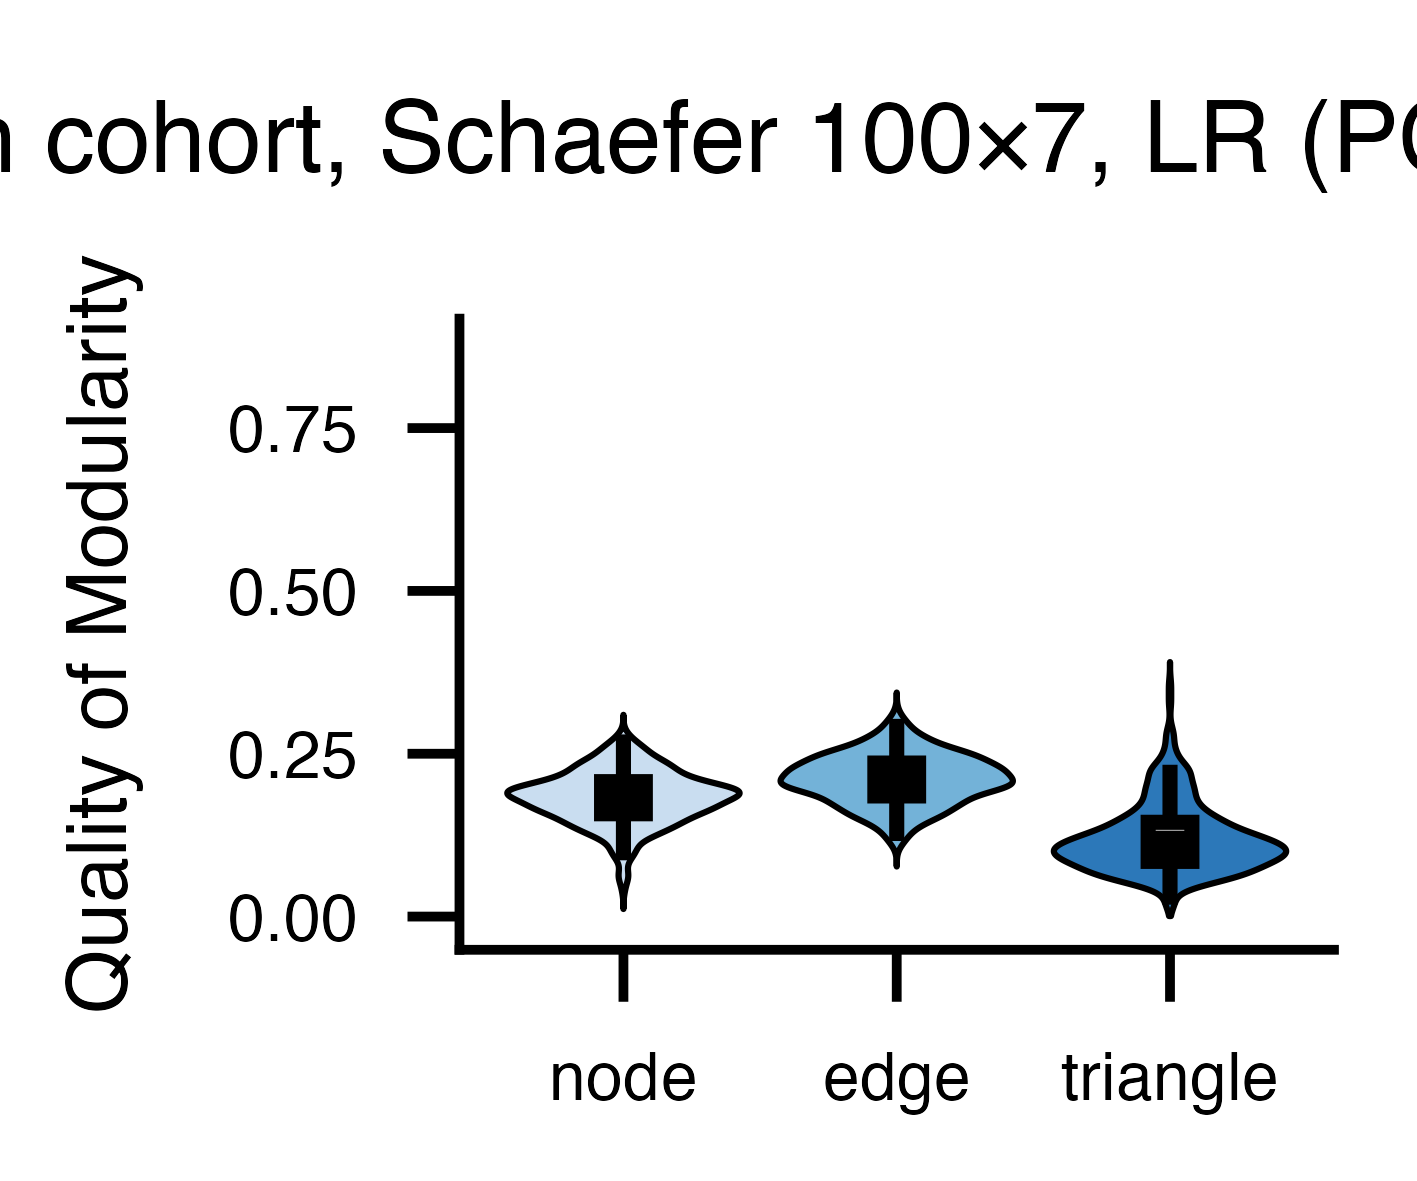 cohort, Schaefer 100×7, LR
Quality of Modularity
0.75
0.50
0.25
0.00
node edge triangle